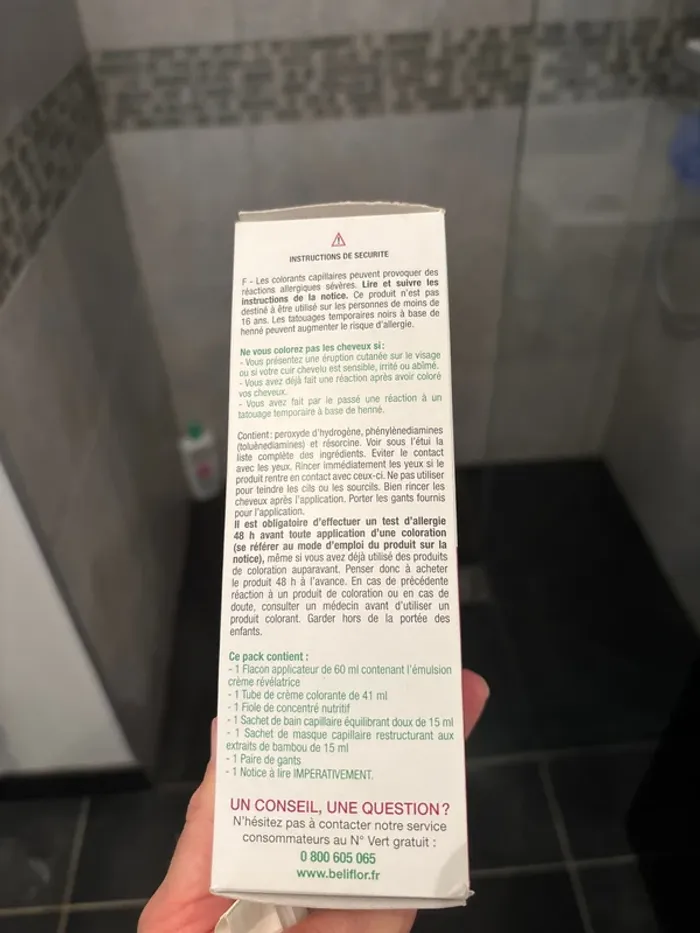 INSTRUCTIONS DE SECURITE
F - Les colorants capillaires peuvent provoquer des
réactions allergiques sévères. Lire et suivre les
instructions de la notice. Ce produit n'est pas
destiné à être utilisé sur les personnes de moins de
16 ans. Les tatouages temporaires noirs à base de
henné peuvent augmenter le risque d'allergie.
Ne vous colorez pas les cheveux si :
- Vous présentez une éruption cutanée sur le visage
ou si votre cuir chevelu est sensible, irrité ou abîmé.
- Vous avez déjà fait une réaction après avoir coloré
vos cheveux.
- Vous avez fait par le passé une réaction à un
tatouage temporaire à base de henné.
Contient : peroxyde d'hydrogène, phénylènediamines
(toluènediamines) et résorcine. Voir sous l'étui la
liste complète des ingrédients. Eviter le contact
avec les yeux. Rincer immédiatement les yeux si le
produit rentre en contact avec ceux-ci. Ne pas utiliser
pour teindre les cils ou les sourcils. Bien rincer les
cheveux après l'application. Porter les gants fournis
pour l'application.
Il est obligatoire d'effectuer un test d'allergie
48 h avant toute application d'une coloration
(se référer au mode d'emploi du produit sur la
notice), même si vous avez déjà utilisé des produits
de coloration auparavant. Penser donc à acheter
le produit 48 h à l'avance. En cas de précédente
réaction à un produit de coloration ou en cas de
doute, consulter un médecin avant d'utiliser un
produit colorant. Garder hors de la portée des
enfants.
Ce pack contient :
- 1 Flacon applicateur de 60 ml contenant l'émulsion
crème révélatrice
- 1 Tube de crème colorante de 41 ml
- 1 Fiole de concentré nutritif
- 1 Sachet de bain capillaire équilibrant doux de 15 ml
- 1 Sachet de masque capillaire restructurant aux
extraits de bambou de 15 ml
- 1 Paire de gants
- 1 Notice à lire IMPERATIVEMENT.
UN CONSEIL, UNE QUESTION ?
N'hésitez pas à contacter notre service
consommateurs au N° Vert gratuit :
0 800 605 065
www.beliflor.fr